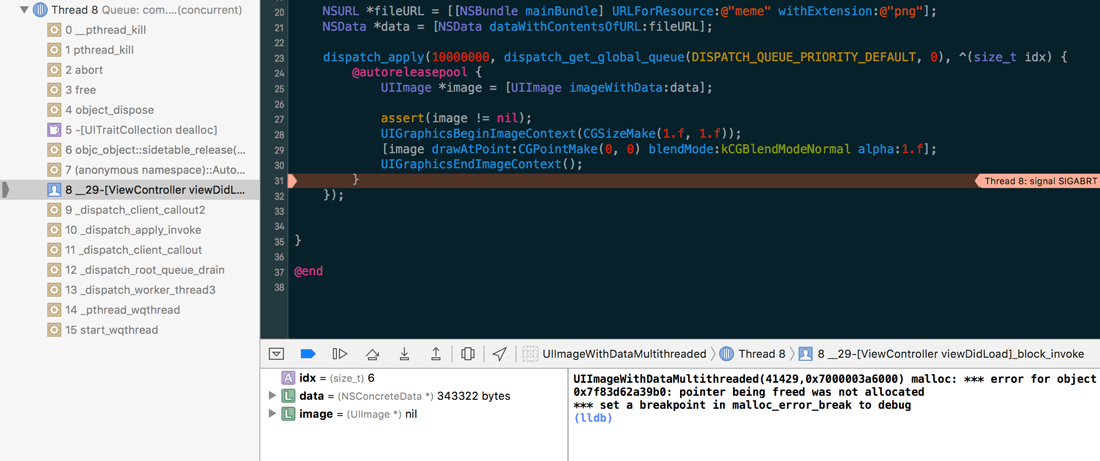 Thread 8 Queue: com....(concurrent)
0 __pthread_kill
1 pthread_kill
2 abort
3 free
4 object_dispose
5 -[UITraitCollection dealloc]
6 objc_object::sidetable_release(...
7 (anonymous namespace)::Auto...
8 __29-[ViewController viewDidL...
9 _dispatch_client_callout2
10 _dispatch_apply_invoke
11 _dispatch_client_callout
12 _dispatch_root_queue_drain
13 _dispatch_worker_thread3
14 _pthread_wqthread
15 start_wqthread
20 NSURL *fileURL = [[NSBundle mainBundle] URLForResource:@"meme" withExtension:@"png"];
21 NSData *data = [NSData dataWithContentsOfURL:fileURL];
22
23 dispatch_apply(10000000, dispatch_get_global_queue(DISPATCH_QUEUE_PRIORITY_DEFAULT, 0), ^(size_t idx) {
24 @autoreleasepool {
25 UIImage *image = [UIImage imageWithData:data];
26
27 assert(image != nil);
28 UIGraphicsBeginImageContext(CGSizeMake(1.f, 1.f));
29 [image drawAtPoint:CGPointMake(0, 0) blendMode:kCGBlendModeNormal alpha:1.f];
30 UIGraphicsEndImageContext();
31 } Thread 8: signal SIGABRT
32 });
33
34
35 }
36
37 @end
38
UIImageWithDataMultithreaded Thread 8 8 __29-[ViewController viewDidLoad]_block_invoke
A idx = (size_t) 6
L data = (NSConcreteData *) 343322 bytes
L image = (UIImage *) nil
UIImageWithDataMultithreaded(41429,0x7000003a6000) malloc: *** error for object
0x7f83d62a39b0: pointer being freed was not allocated
*** set a breakpoint in malloc_error_break to debug
(lldb)